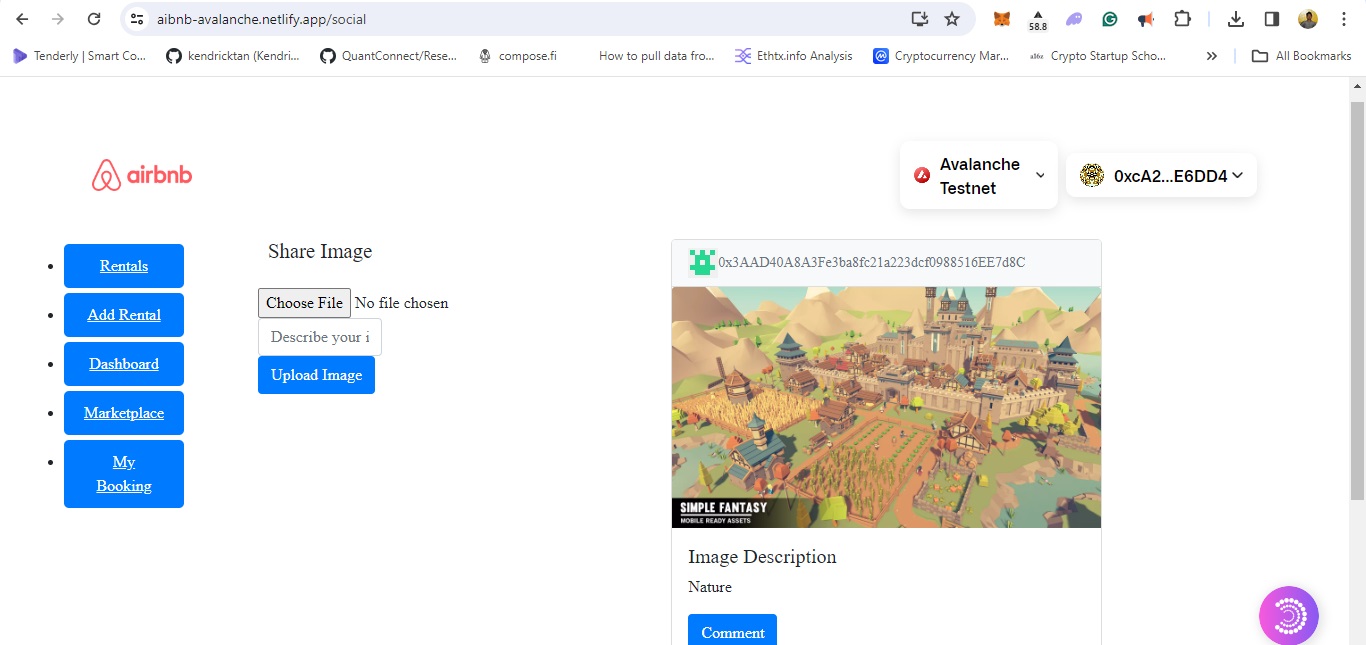 aibnb-avalanche.netlify.app/social
58.8
Tenderly | Smart Co...
kendricktan (Kendri...
QuantConnect/Rese...
compose.fi
How to pull data fro...
Ethtx.info Analysis
Cryptocurrency Mar...
a16z
Crypto Startup Scho...
»
All Bookmarks
airbnb
Avalanche
Testnet
0xcA2...E6DD4
Rentals
Add Rental
Dashboard
Marketplace
My
Booking
Share Image
Choose File No file chosen
Describe your i
Upload Image
0x3AAD40A8A3Fe3ba8fc21a223dcf0988516EE7d8C
SIMPLE FANTASY
MOBILE READY ASSETS
Image Description
Nature
Comment